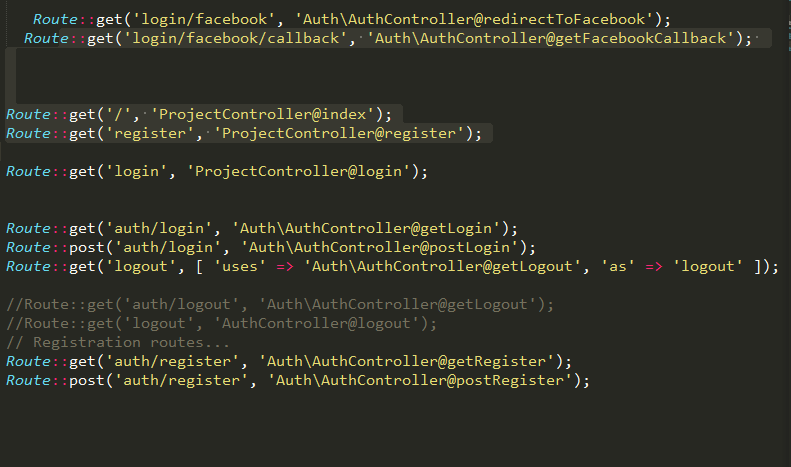 Route::get('login/facebook', 'Auth\AuthController@redirectToFacebook');
Route::get('login/facebook/callback', 'Auth\AuthController@getFacebookCallback');
Route::get('/', 'ProjectController@index');
Route::get('register', 'ProjectController@register');
Route::get('login', 'ProjectController@login');
Route::get('auth/login', 'Auth\AuthController@getLogin');
Route::post('auth/login', 'Auth\AuthController@postLogin');
Route::get('logout', [ 'uses' => 'Auth\AuthController@getLogout', 'as' => 'logout' ]);
//Route::get('auth/logout', 'Auth\AuthController@getLogout');
//Route::get('logout', 'AuthController@logout');
// Registration routes...
Route::get('auth/register', 'Auth\AuthController@getRegister');
Route::post('auth/register', 'Auth\AuthController@postRegister');